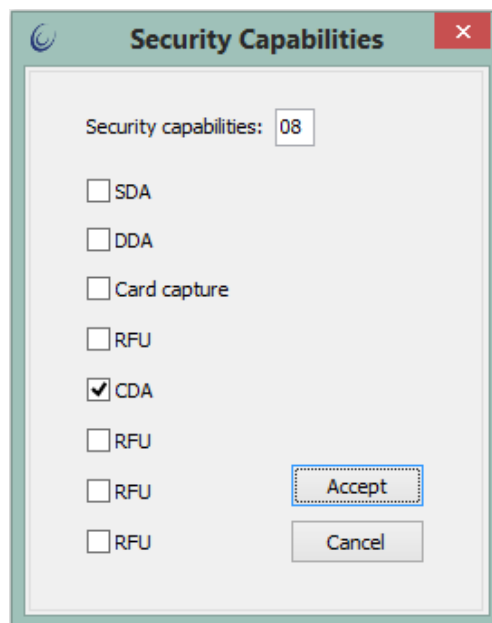 Security Capabilities
Security capabilities: 08
SDA
DDA
Card capture
RFU
CDA
RFU
RFU
Accept
RFU
Cancel